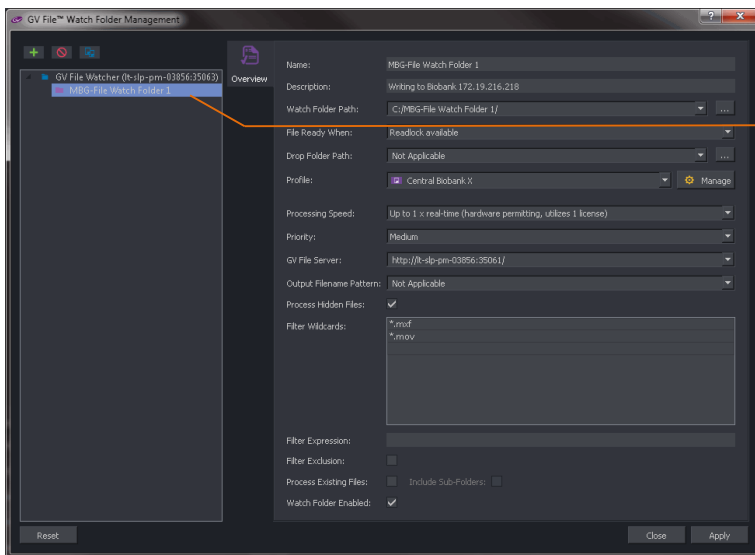 GV File™ Watch Folder Management
GV File Watcher (lt-slp-pm-03856:35063)
MBG-File Watch Folder 1
Overview
Name: MBG-File Watch Folder 1
Description: Writing to Biobank 172.19.216.218
Watch Folder Path: C:/MBG-File Watch Folder 1/ ...
File Ready When: Readlock available
Drop Folder Path: Not Applicable ...
Profile: Central Biobank X Manage
Processing Speed: Up to 1 x real-time (hardware permitting, utilizes 1 license)
Priority: Medium
GV File Server: http://lt-slp-pm-03856:35061/
Output Filename Pattern: Not Applicable
Process Hidden Files:
Filter Wildcards: *.mxf
*.mov
Filter Expression:
Filter Exclusion:
Process Existing Files: Include Sub-Folders:
Watch Folder Enabled:
Reset Close Apply